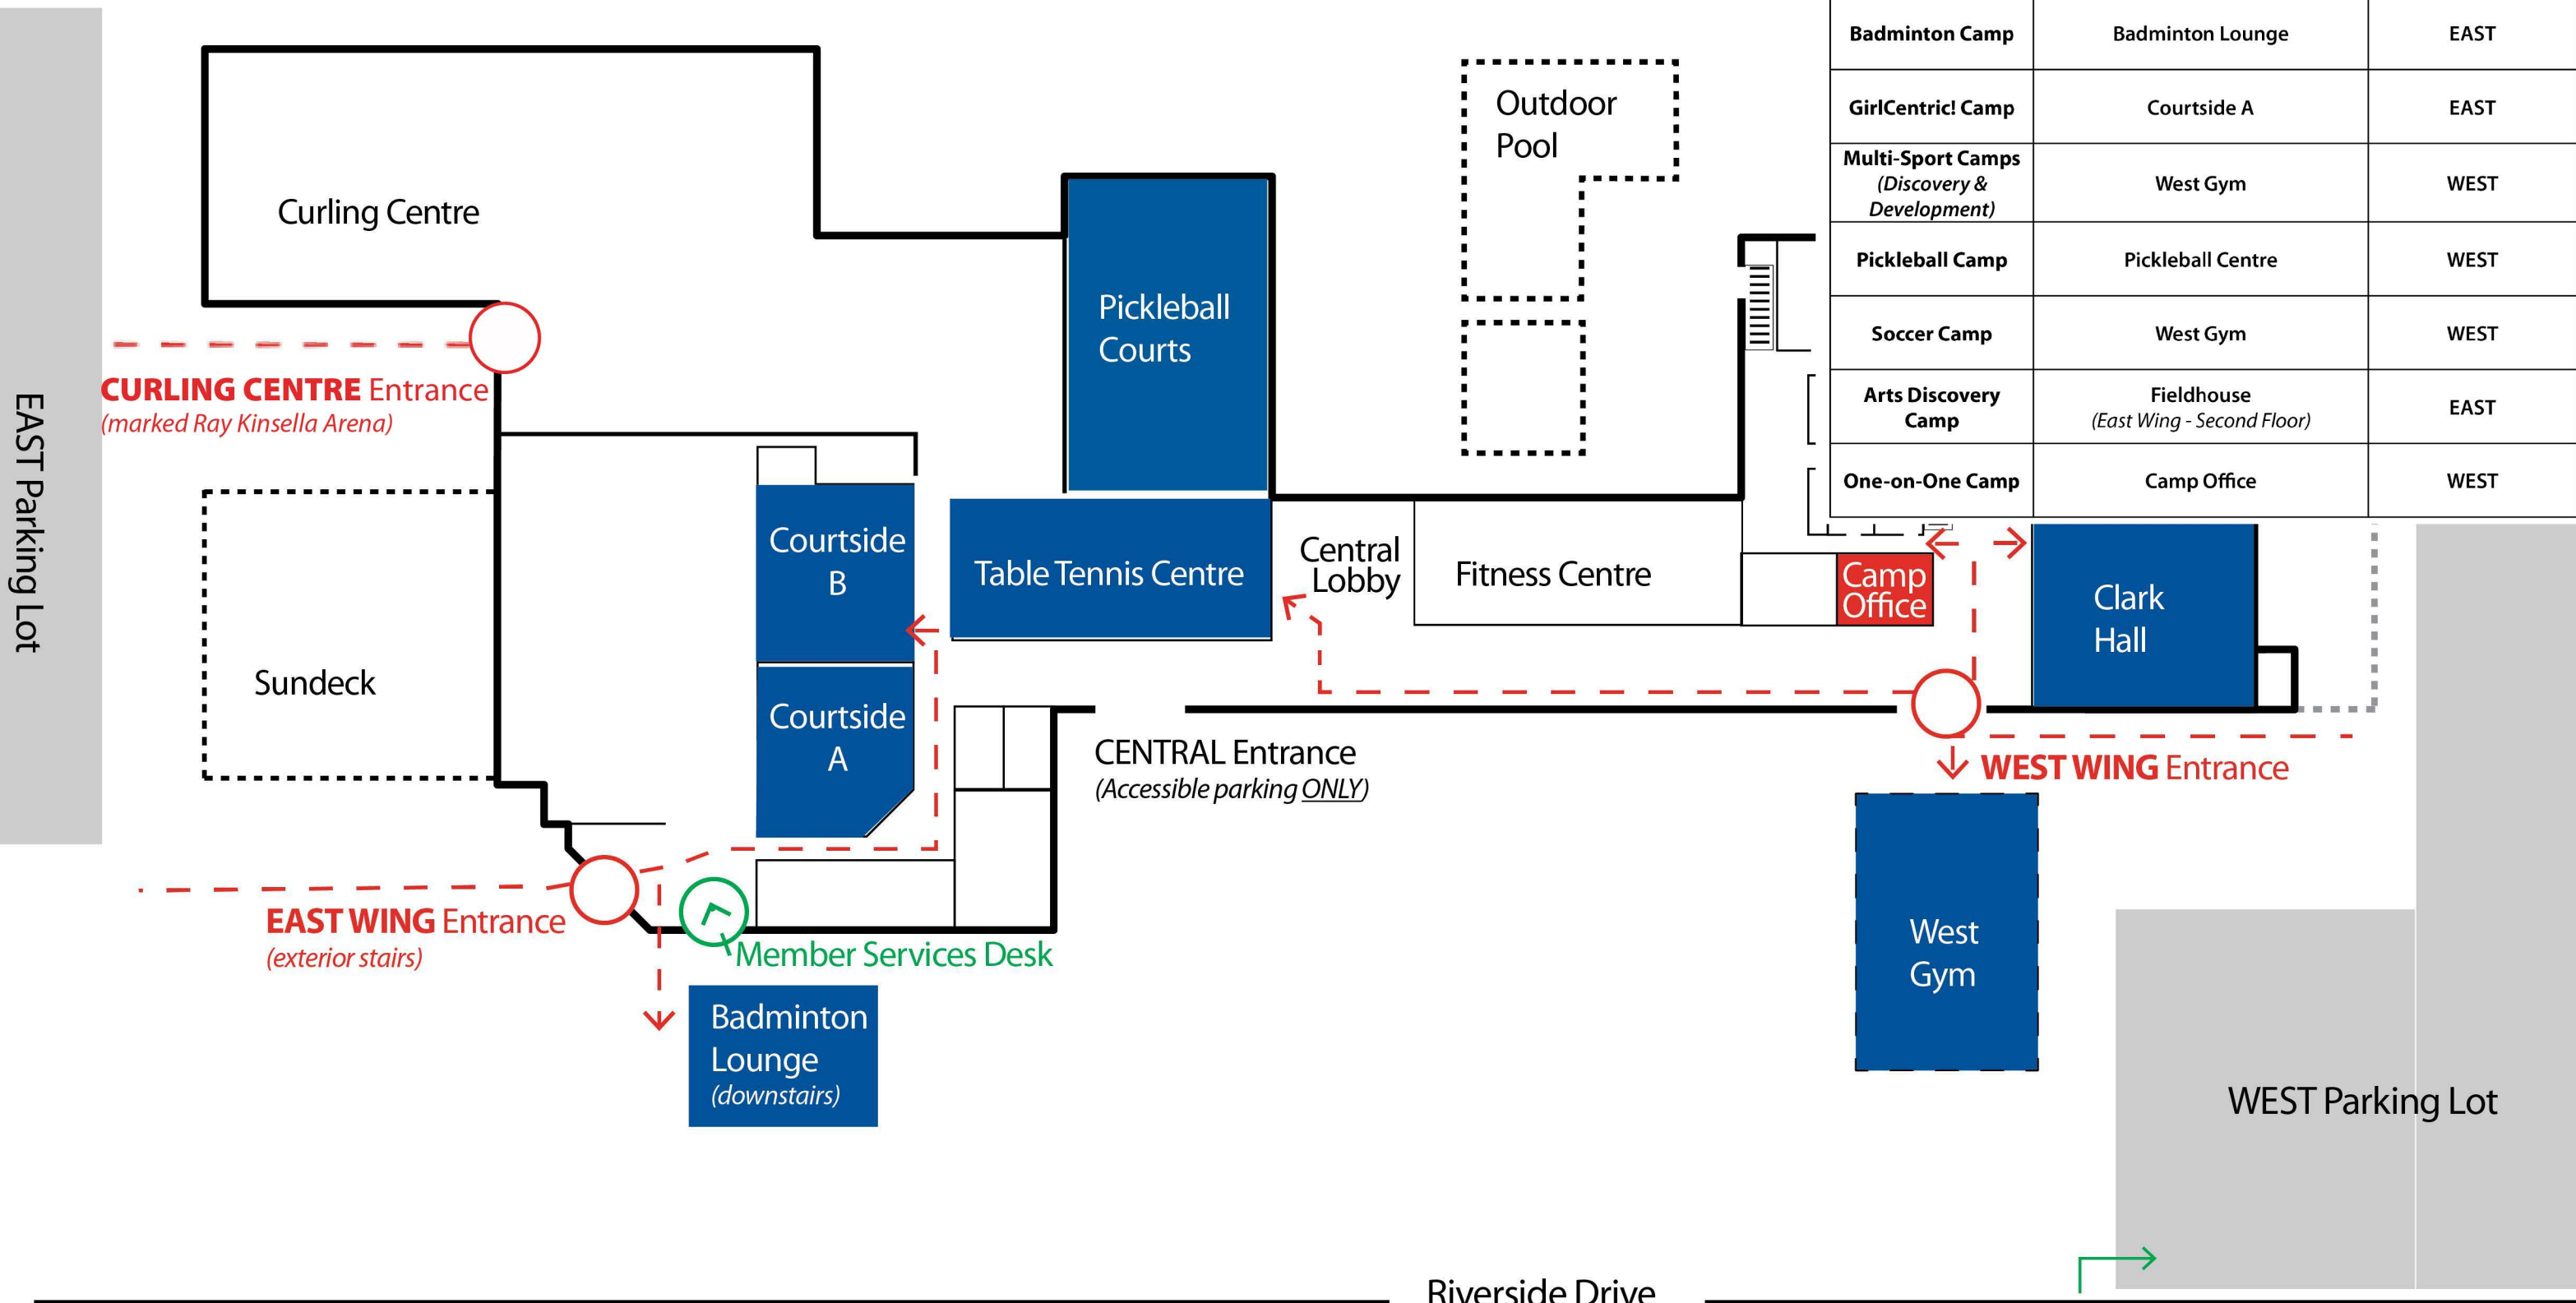 Badminton Camp Badminton Lounge EAST
GirlCentric! Camp Courtside A EAST
Multi-Sport Camps
(Discovery &
Development)
West Gym WEST
Pickleball Camp Pickleball Centre WEST
Soccer Camp West Gym WEST
Arts Discovery
Camp
Fieldhouse
(East Wing - Second Floor)
EAST
One-on-One Camp Camp Office WEST
Outdoor
Pool
Curling Centre
Pickleball
Courts
CURLING CENTRE Entrance
(marked Ray Kinsella Arena)
EAST Parking Lot
Courtside
B
Table Tennis Centre
Central
Lobby
Fitness Centre
Camp
Office
Clark
Hall
Sundeck
Courtside
A
CENTRAL Entrance
(Accessible parking ONLY)
WEST WING Entrance
EAST WING Entrance
(exterior stairs)
Member Services Desk
West
Gym
Badminton
Lounge
(downstairs)
WEST Parking Lot
Riverside Drive